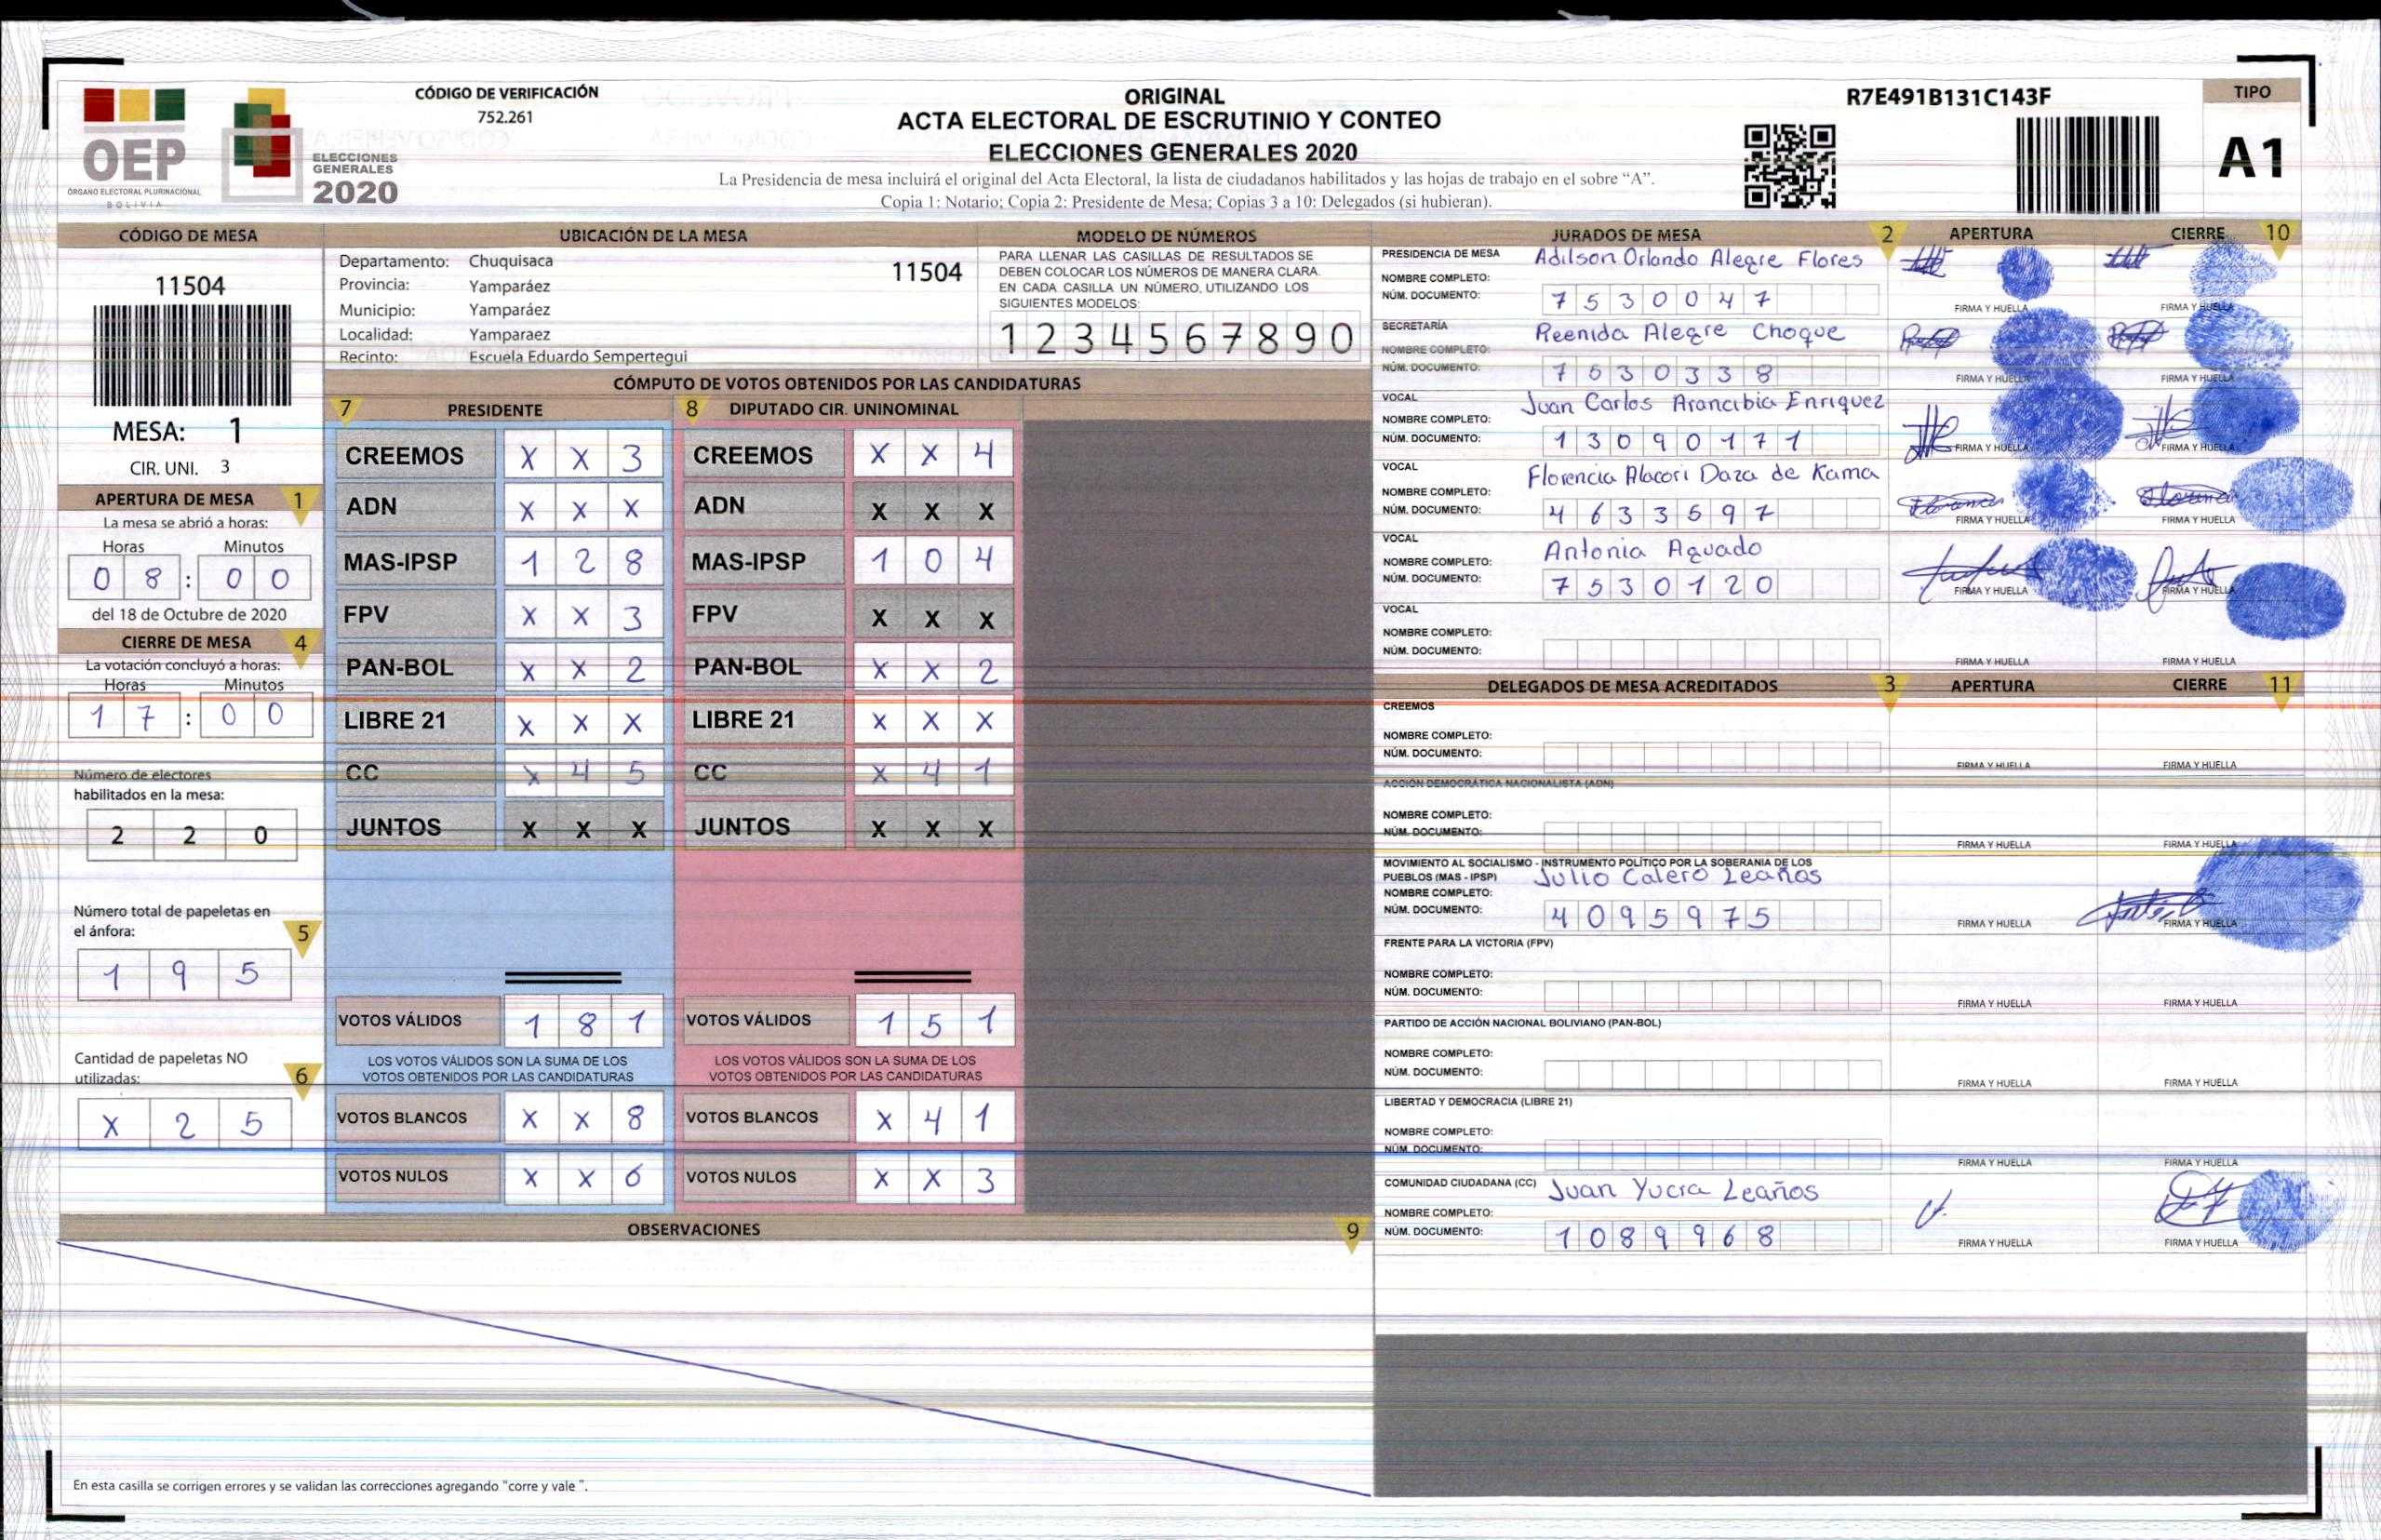 CÓDIGO DE VERIFICACIÓN
752.261
OEP
ÓRGANO ELECTORAL PLURINACIONAL
BOLIVIA
ELECCIONES
GENERALES
2020
ORIGINAL
ACTA ELECTORAL DE ESCRUTINIO Y CONTEO
ELECCIONES GENERALES 2020
La Presidencia de mesa incluirá el original del Acta Electoral, la lista de ciudadanos habilitados y las hojas de trabajo en el sobre “A”.
Copia 1: Notario; Copia 2: Presidente de Mesa; Copias 3 a 10: Delegados (si hubieran).
R7E491B131C143F
TIPO
A1
CÓDIGO DE MESA
11504
MESA: 1
CIR. UNI. 3
APERTURA DE MESA 1
La mesa se abrió a horas:
Horas Minutos
0 8 : 0 0
del 18 de Octubre de 2020
CIERRE DE MESA 4
La votación concluyó a horas:
Horas Minutos
1 7 : 0 0
Número de electores
habilitados en la mesa:
2 2 0
Número total de papeletas en
el ánfora:
5
1 9 5
Cantidad de papeletas NO
utilizadas:
6
X 2 5
UBICACIÓN DE LA MESA
Departamento: Chuquisaca
11504
Provincia: Yamparáez
Municipio: Yamparáez
Localidad: Yamparaez
Recinto: Escuela Eduardo Sempertegui
MODELO DE NÚMEROS
PARA LLENAR LAS CASILLAS DE RESULTADOS SE
DEBEN COLOCAR LOS NÚMEROS DE MANERA CLARA
EN CADA CASILLA UN NÚMERO, UTILIZANDO LOS
SIGUIENTES MODELOS:
1 2 3 4 5 6 7 8 9 0
CÓMPUTO DE VOTOS OBTENIDOS POR LAS CANDIDATURAS
7 PRESIDENTE
CREEMOS X X 3
ADN X X X
MAS-IPSP 1 2 8
FPV X X 3
PAN-BOL X X 2
LIBRE 21 X X X
CC X 4 5
JUNTOS X X X
VOTOS VÁLIDOS 1 8 1
LOS VOTOS VÁLIDOS SON LA SUMA DE LOS
VOTOS OBTENIDOS POR LAS CANDIDATURAS
VOTOS BLANCOS X X 8
VOTOS NULOS X X 6
8 DIPUTADO CIR. UNINOMINAL
CREEMOS X X 4
ADN X X X
MAS-IPSP 1 0 4
FPV X X X
PAN-BOL X X 2
LIBRE 21 X X X
CC X 4 1
JUNTOS X X X
VOTOS VÁLIDOS 1 5 1
LOS VOTOS VÁLIDOS SON LA SUMA DE LOS
VOTOS OBTENIDOS POR LAS CANDIDATURAS
VOTOS BLANCOS X 4 1
VOTOS NULOS X X 3
OBSERVACIONES 9
En esta casilla se corrigen errores y se validan las correcciones agregando "corre y vale ".
JURADOS DE MESA 2 APERTURA CIERRE 10
PRESIDENCIA DE MESA Adilson Orlando Alegre Flores
NOMBRE COMPLETO:
NÚM. DOCUMENTO: 7 5 3 0 0 4 7
FIRMA Y HUELLA FIRMA Y HUELLA
SECRETARÍA Reenida Alegre Choque
NOMBRE COMPLETO:
NÚM. DOCUMENTO: 7 5 3 0 3 3 8
FIRMA Y HUELLA FIRMA Y HUELLA
VOCAL Juan Carlos Arancibia Enriquez
NOMBRE COMPLETO:
NÚM. DOCUMENTO: 1 3 0 9 0 1 7 1
FIRMA Y HUELLA FIRMA Y HUELLA
VOCAL Florencia Alacori Daza de Kama
NOMBRE COMPLETO:
NÚM. DOCUMENTO: 4 6 3 3 5 9 7
FIRMA Y HUELLA FIRMA Y HUELLA
VOCAL Antonia Aguado
NOMBRE COMPLETO:
NÚM. DOCUMENTO: 7 5 3 0 1 2 0
FIRMA Y HUELLA FIRMA Y HUELLA
VOCAL
NOMBRE COMPLETO:
NÚM. DOCUMENTO:
FIRMA Y HUELLA FIRMA Y HUELLA
DELEGADOS DE MESA ACREDITADOS 3 APERTURA CIERRE 11
CREEMOS
NOMBRE COMPLETO:
NÚM. DOCUMENTO:
FIRMA Y HUELLA FIRMA Y HUELLA
ACCIÓN DEMOCRÁTICA NACIONALISTA (ADN)
NOMBRE COMPLETO:
NÚM. DOCUMENTO:
FIRMA Y HUELLA FIRMA Y HUELLA
MOVIMIENTO AL SOCIALISMO - INSTRUMENTO POLÍTICO POR LA SOBERANIA DE LOS
PUEBLOS (MAS - IPSP) Julio Calero Leaños
NOMBRE COMPLETO:
NÚM. DOCUMENTO: 4 0 9 5 9 7 5
FIRMA Y HUELLA FIRMA Y HUELLA
FRENTE PARA LA VICTORIA (FPV)
NOMBRE COMPLETO:
NÚM. DOCUMENTO:
FIRMA Y HUELLA FIRMA Y HUELLA
PARTIDO DE ACCIÓN NACIONAL BOLIVIANO (PAN-BOL)
NOMBRE COMPLETO:
NÚM. DOCUMENTO:
FIRMA Y HUELLA FIRMA Y HUELLA
LIBERTAD Y DEMOCRACIA (LIBRE 21)
NOMBRE COMPLETO:
NÚM. DOCUMENTO:
FIRMA Y HUELLA FIRMA Y HUELLA
COMUNIDAD CIUDADANA (CC) Juan Yucra Leaños
NOMBRE COMPLETO:
NÚM. DOCUMENTO: 1 0 8 9 9 6 8
FIRMA Y HUELLA FIRMA Y HUELLA